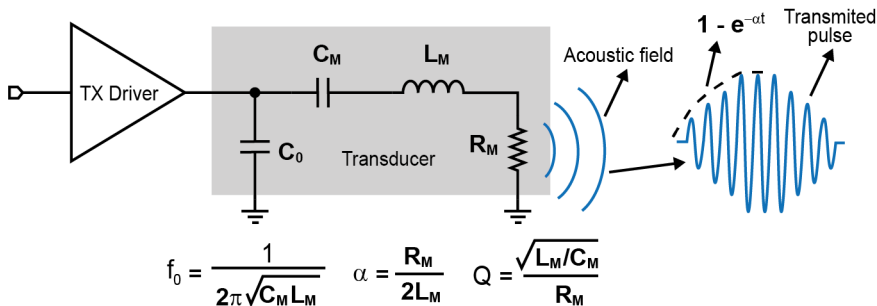 TX Driver
C_M
L_M
C_0
Transducer
R_M
Acoustic field
1 - e^{-αt}
Transmited
pulse
f_0 = 1 / 2π√(C_M L_M)
α = R_M / 2L_M
Q = √(L_M/C_M) / R_M